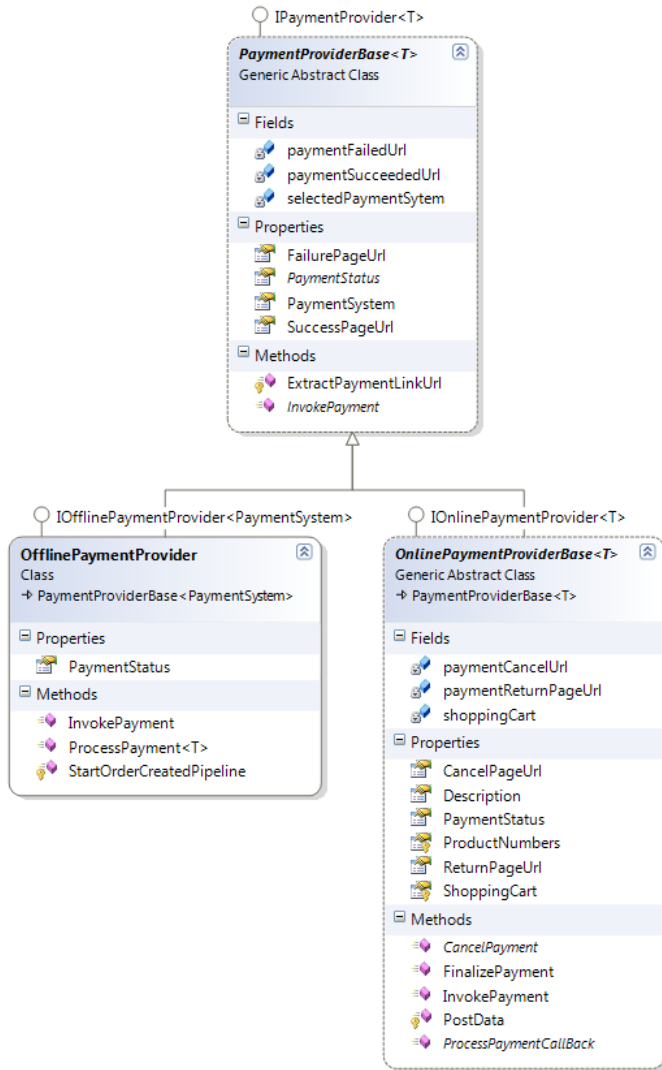 IPaymentProvider<T>
PaymentProviderBase<T>
Generic Abstract Class
Fields
paymentFailedUrl
paymentSucceededUrl
selectedPaymentSytem
Properties
FailurePageUrl
PaymentStatus
PaymentSystem
SuccessPageUrl
Methods
ExtractPaymentLinkUrl
InvokePayment
IOfflinePaymentProvider<PaymentSystem>
OfflinePaymentProvider
Class
PaymentProviderBase<PaymentSystem>
Properties
PaymentStatus
Methods
InvokePayment
ProcessPayment<T>
StartOrderCreatedPipeline
IOnlinePaymentProvider<T>
OnlinePaymentProviderBase<T>
Generic Abstract Class
PaymentProviderBase<T>
Fields
paymentCancelUrl
paymentReturnPageUrl
shoppingCart
Properties
CancelPageUrl
Description
PaymentStatus
ProductNumbers
ReturnPageUrl
ShoppingCart
Methods
CancelPayment
FinalizePayment
InvokePayment
PostData
ProcessPaymentCallBack